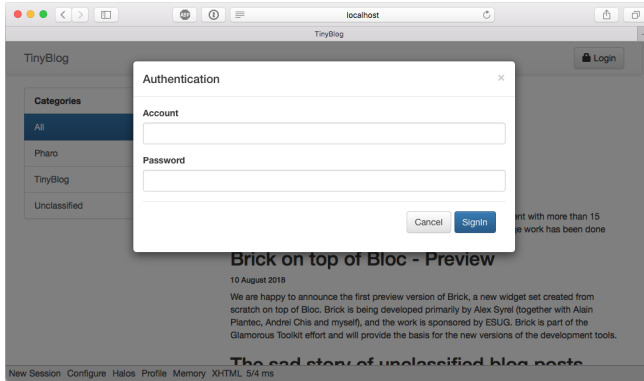 localhost
TinyBlog
TinyBlog
Login
Authentication
×
Account
Password
Cancel
SignIn
Categories
All
Pharo
TinyBlog
Unclassified
ent with more than 15
e work has been done
Brick on top of Bloc - Preview
10 August 2018
We are happy to announce the first preview version of Brick, a new widget set created from
scratch on top of Bloc. Brick is being developed primarily by Alex Syrel (together with Alain
Plantec, Andrei Chis and myself), and the work is sponsored by ESUG. Brick is part of the
Glamorous Toolkit effort and will provide the basis for the new versions of the development tools.
The sad story of unclassified blog posts
New Session Configure Halos Profile Memory XHTML 5/4 ms